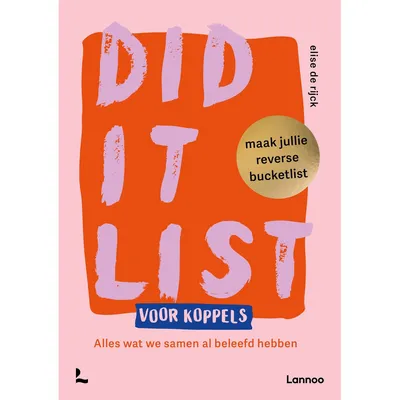 DID
IT
LIST
elise de rijck
maak jullie
reverse
bucketlist
VOOR KOPPELS
Alles wat we samen al beleefd hebben
Lannoo